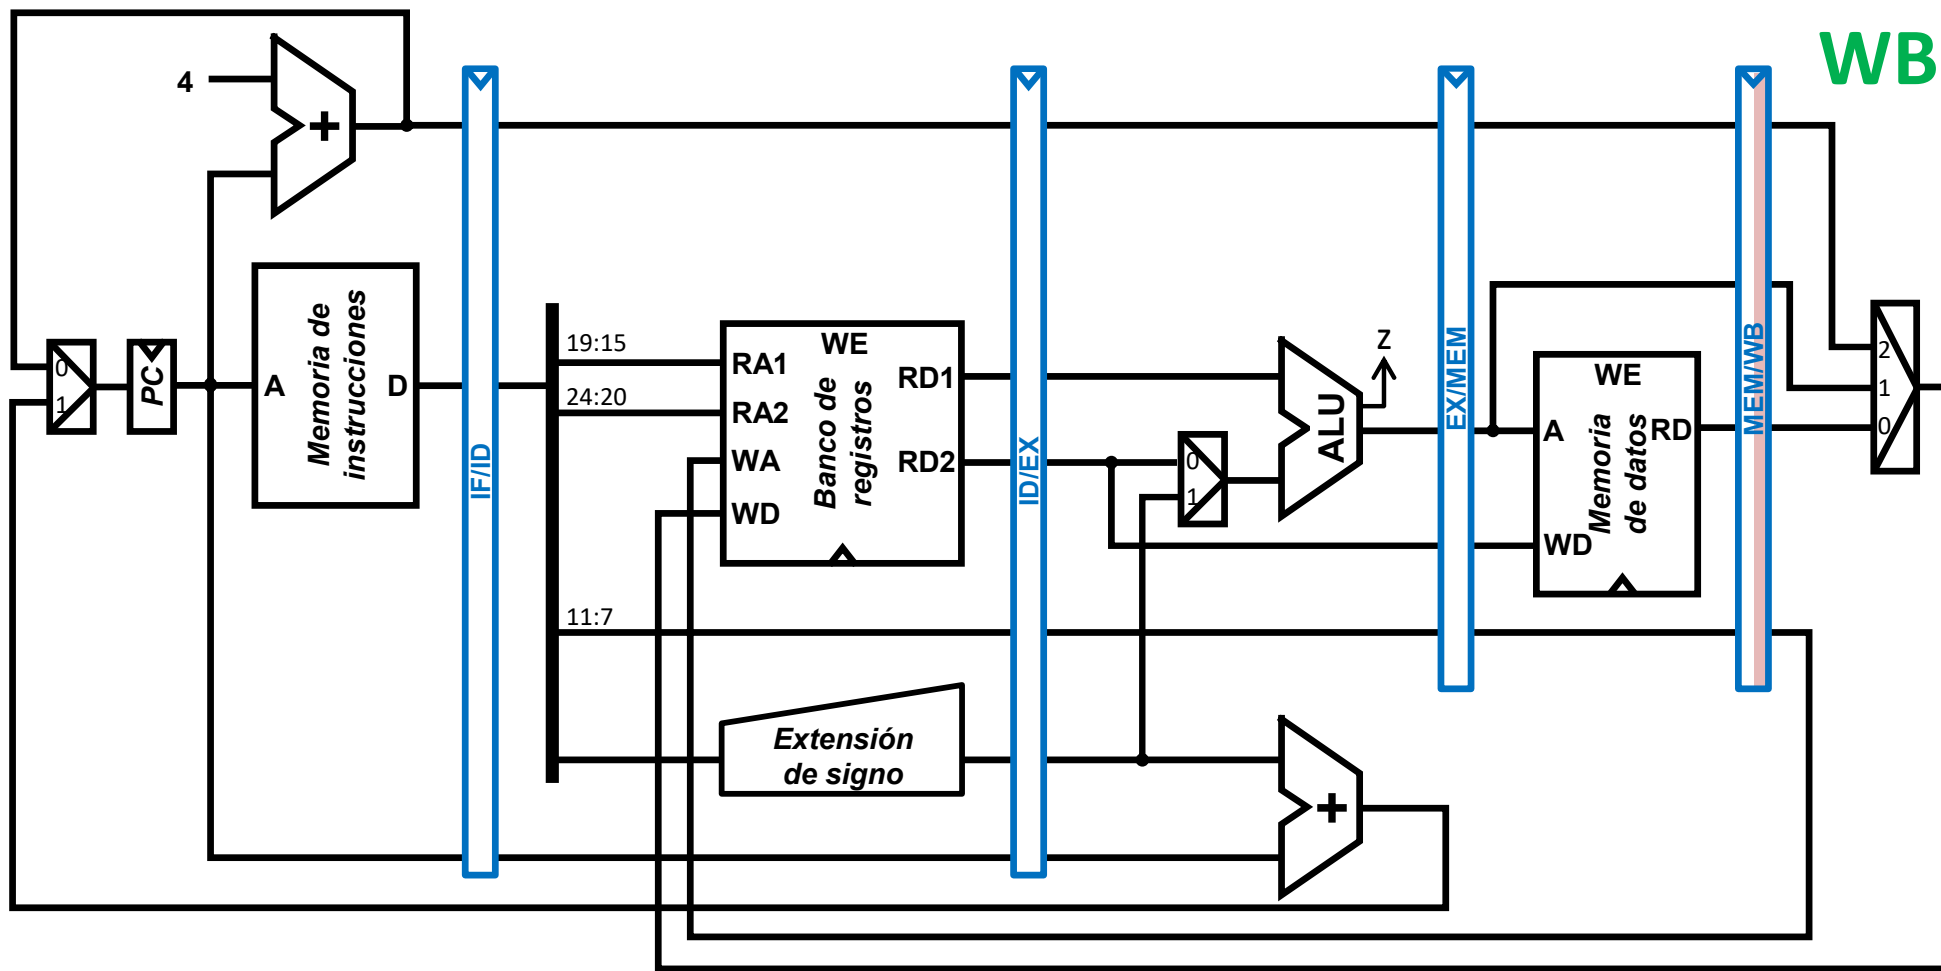 WB
4
+
Memoria de
instrucciones
A
D
0
1
PC
IF/ID
19:15
24:20
11:7
WE
RA1
RA2
WA
WD
Banco de
registros
RD1
RD2
Extensión
de signo
ID/EX
0
1
ALU
Z
+
EX/MEM
WE
A
RD
WD
Memoria
de datos
MEM/WB
2
1
0